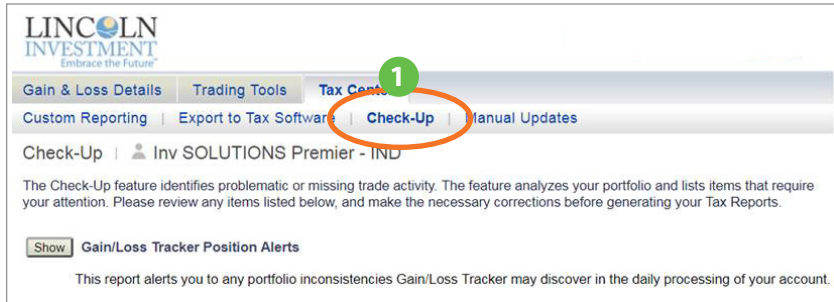 LINCOLN
INVESTMENT
Embrace the Future
Gain & Loss Details Trading Tools Tax Center
1
Custom Reporting | Export to Tax Software | Check-Up | Manual Updates
Check-Up | Inv SOLUTIONS Premier - IND
The Check-Up feature identifies problematic or missing trade activity. The feature analyzes your portfolio and lists items that require
your attention. Please review any items listed below, and make the necessary corrections before generating your Tax Reports.
Show Gain/Loss Tracker Position Alerts
This report alerts you to any portfolio inconsistencies Gain/Loss Tracker may discover in the daily processing of your account.